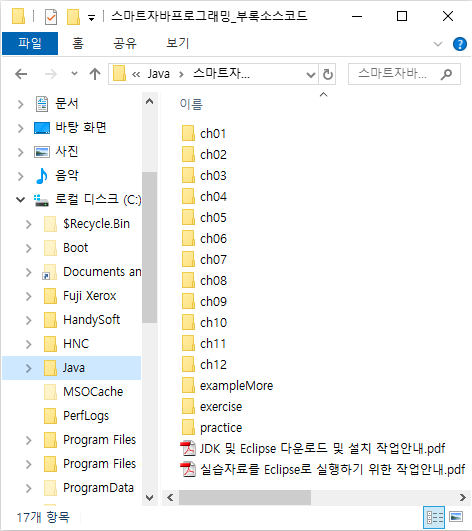 스마트자바프로그래밍_부록소스코드
파일 홈 공유 보기
« Java > 스마트자...
스마트자바...
문서
바탕 화면
사진
음악
로컬 디스크 (C:)
$Recycle.Bin
Boot
Documents an
Fuji Xerox
HandySoft
HNC
Java
MSOCache
PerfLogs
Program Files
Program Files (
ProgramData
이름
ch01
ch02
ch03
ch04
ch05
ch06
ch07
ch08
ch09
ch10
ch11
ch12
exampleMore
exercise
practice
JDK 및 Eclipse 다운로드 및 설치 작업안내.pdf
실습자료를 Eclipse로 실행하기 위한 작업안내.pdf
17개 항목